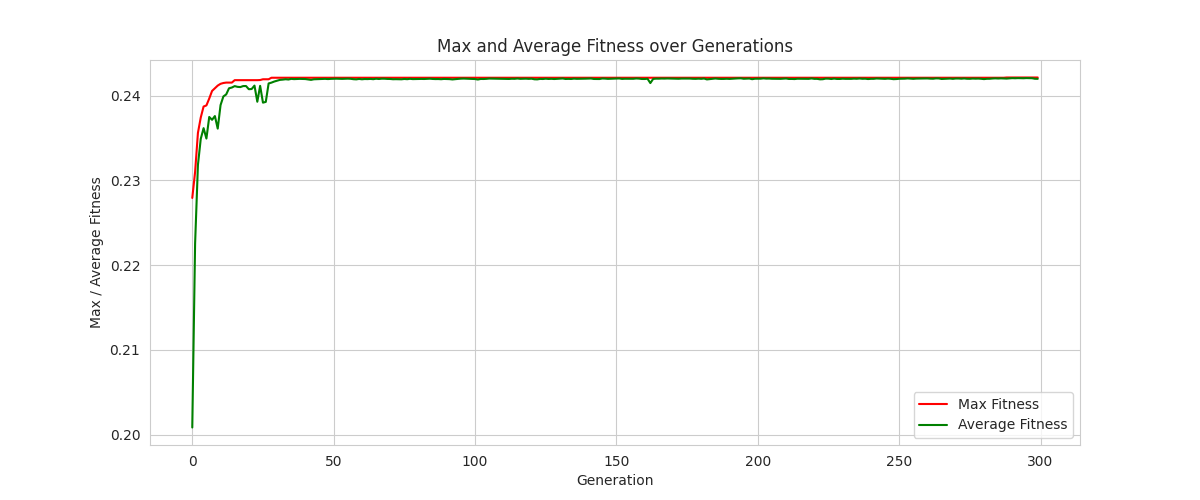 Max and Average Fitness over Generations
Max / Average Fitness
0.24
0.23
0.22
0.21
0.20
Max Fitness
Average Fitness
0 50 100 150 200 250 300
Generation